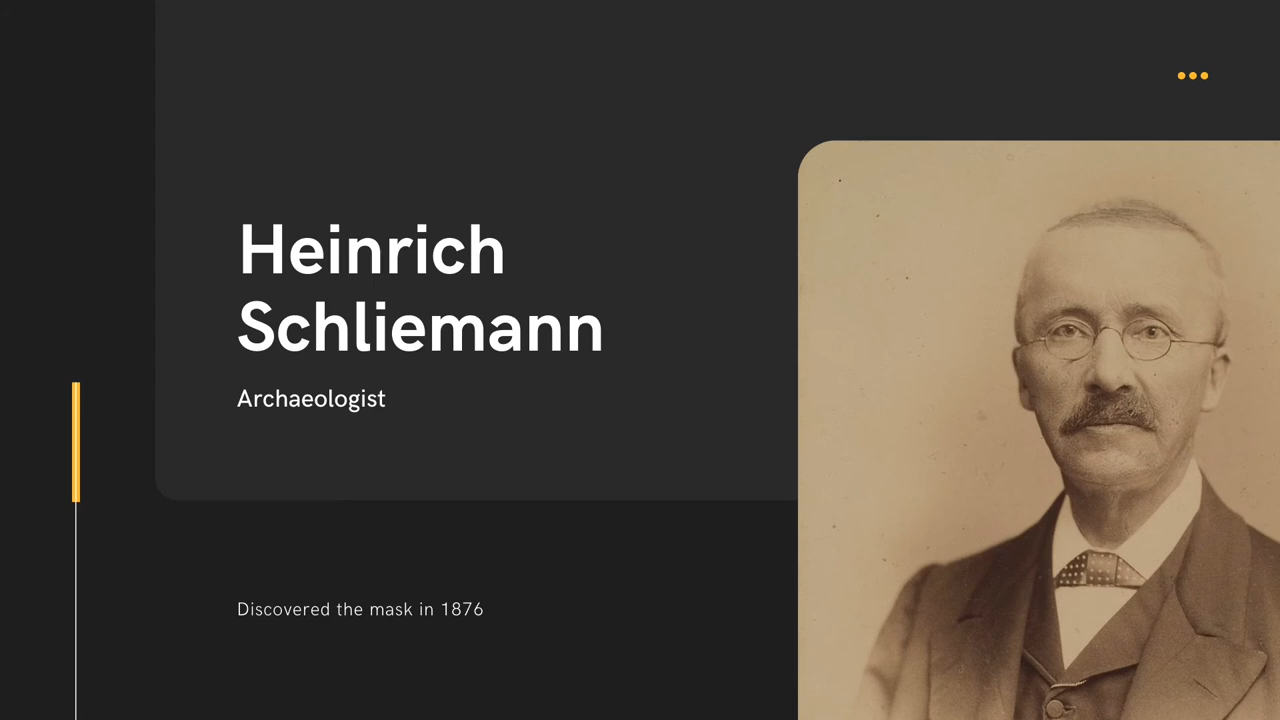 Heinrich
Schliemann
Archaeologist
Discovered the mask in 1876